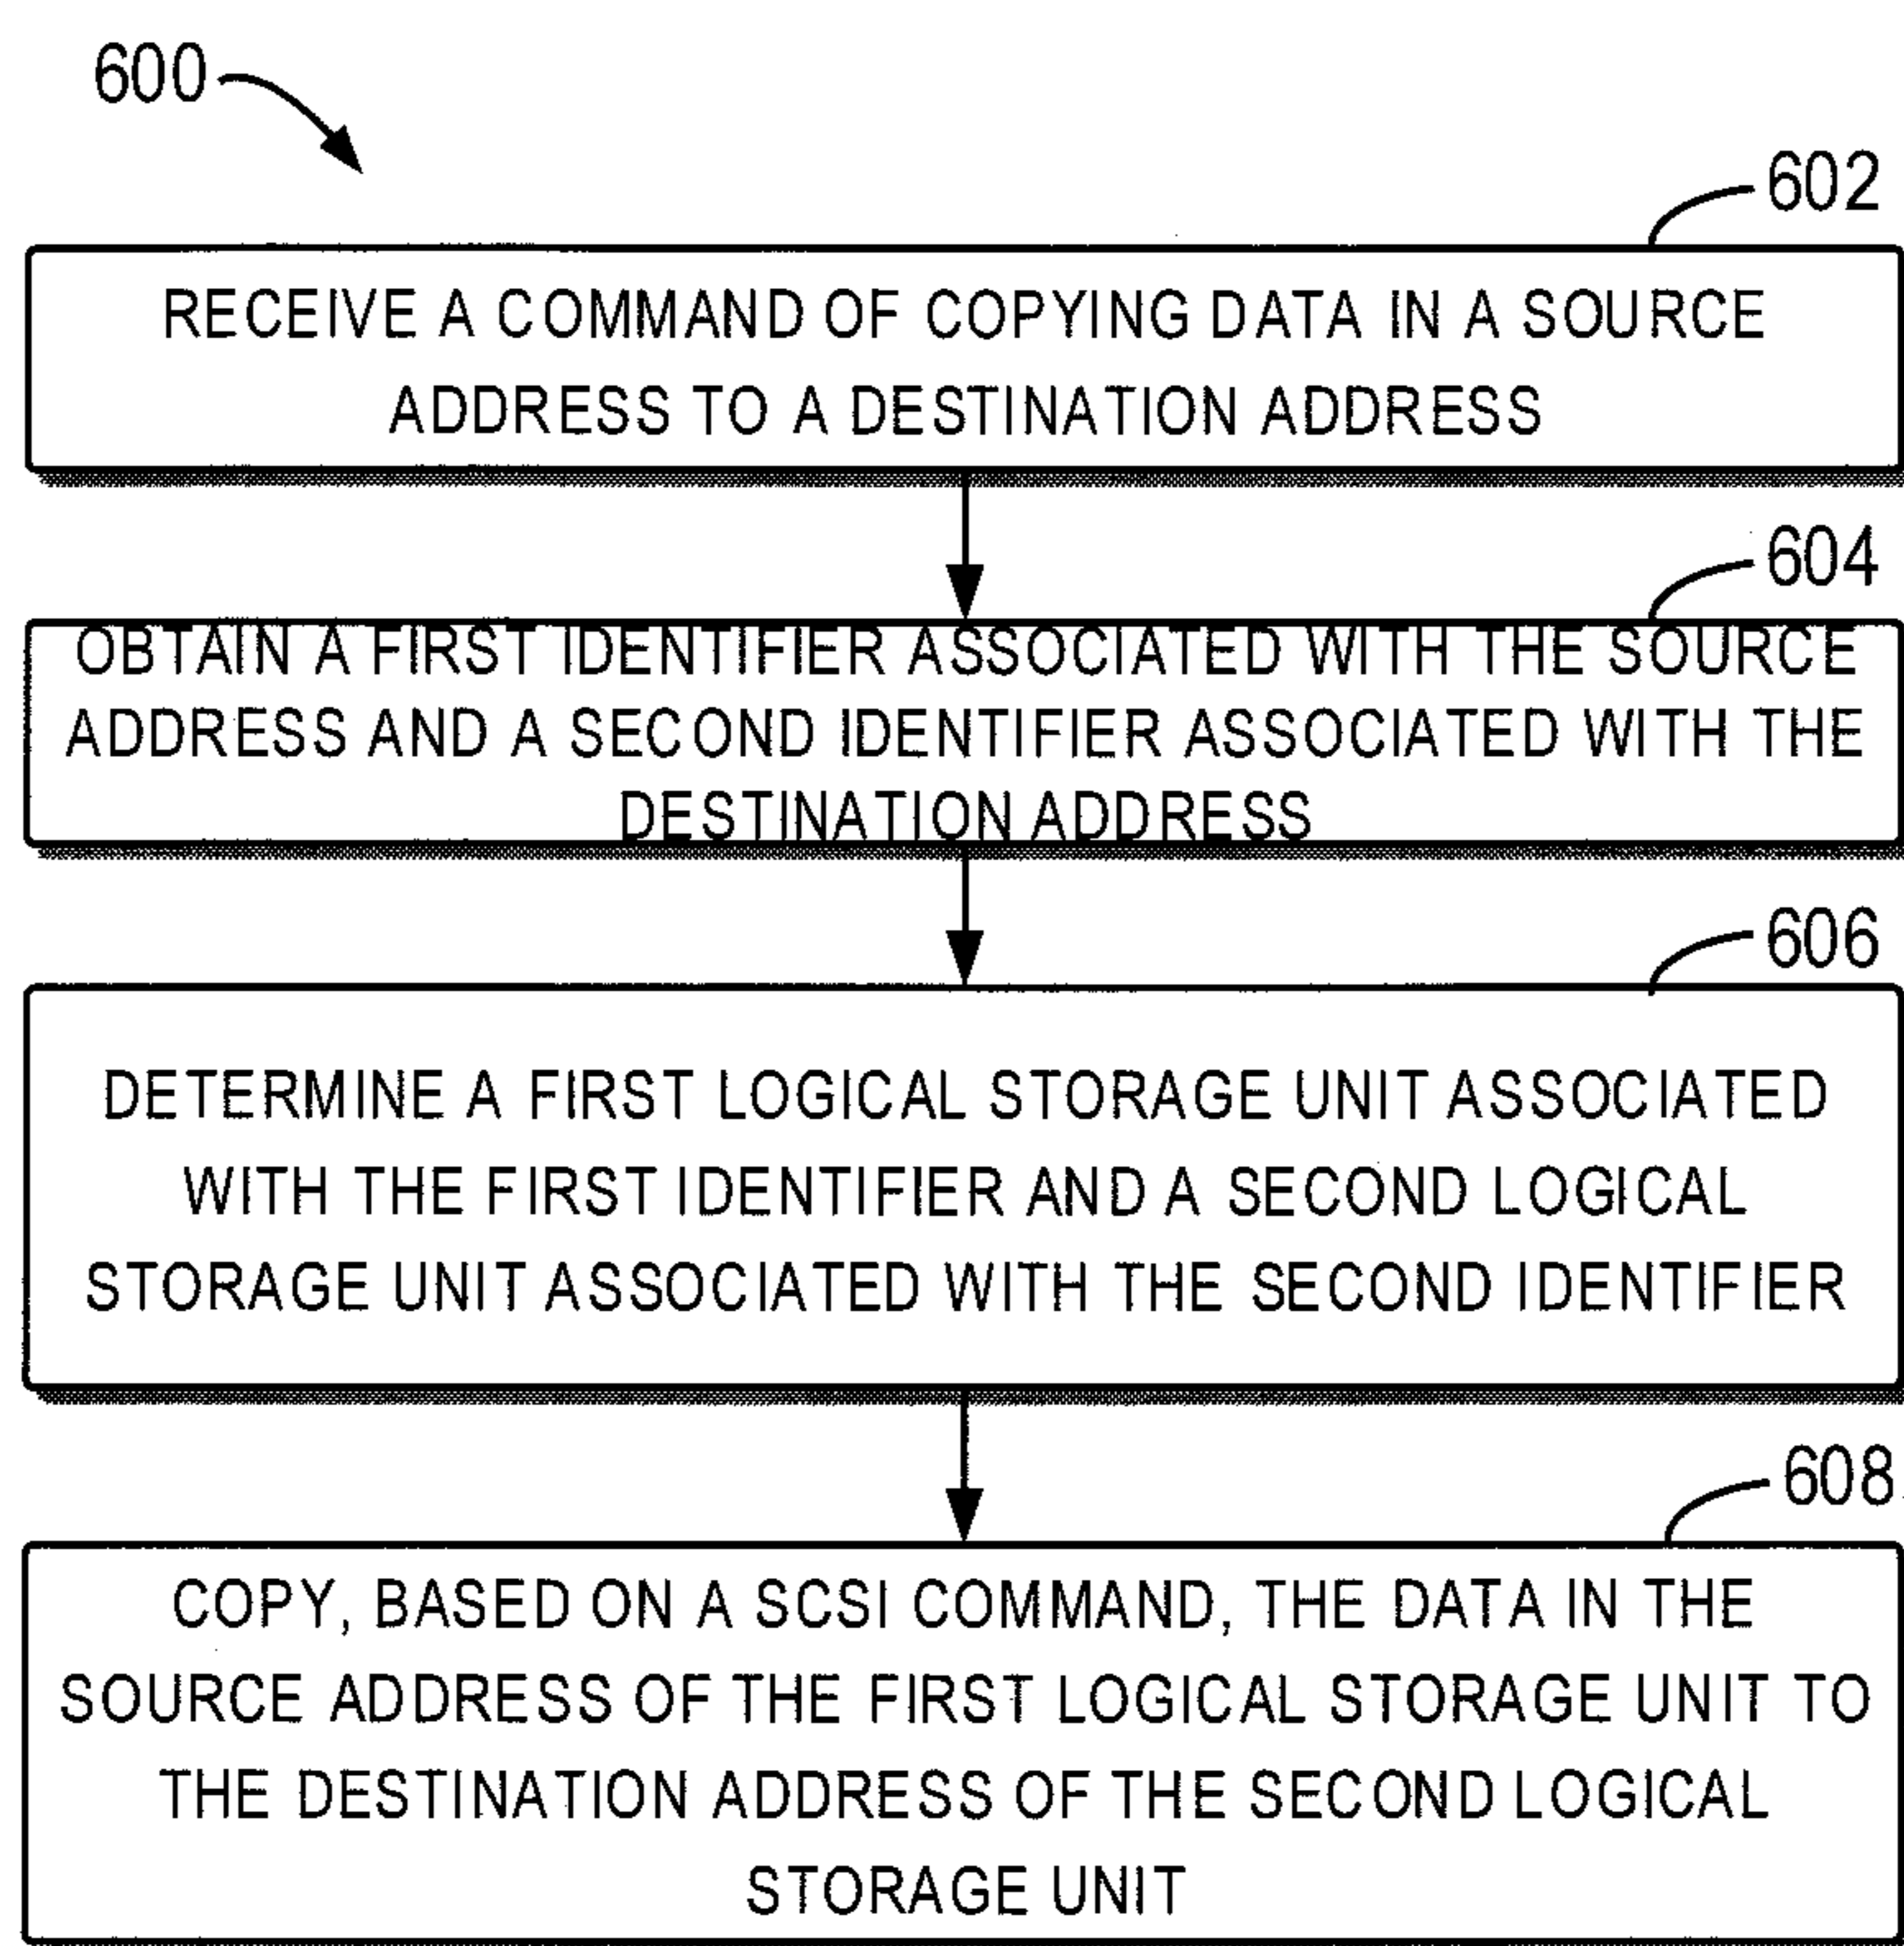 600
602
RECEIVE A COMMAND OF COPYING DATA IN A SOURCE
ADDRESS TO A DESTINATION ADDRESS
604
OBTAIN A FIRST IDENTIFIER ASSOCIATED WITH THE SOURCE
ADDRESS AND A SECOND IDENTIFIER ASSOCIATED WITH THE
DESTINATION ADDRESS
606
DETERMINE A FIRST LOGICAL STORAGE UNIT ASSOCIATED
WITH THE FIRST IDENTIFIER AND A SECOND LOGICAL
STORAGE UNIT ASSOCIATED WITH THE SECOND IDENTIFIER
608
COPY, BASED ON A SCSI COMMAND, THE DATA IN THE
SOURCE ADDRESS OF THE FIRST LOGICAL STORAGE UNIT TO
THE DESTINATION ADDRESS OF THE SECOND LOGICAL
STORAGE UNIT